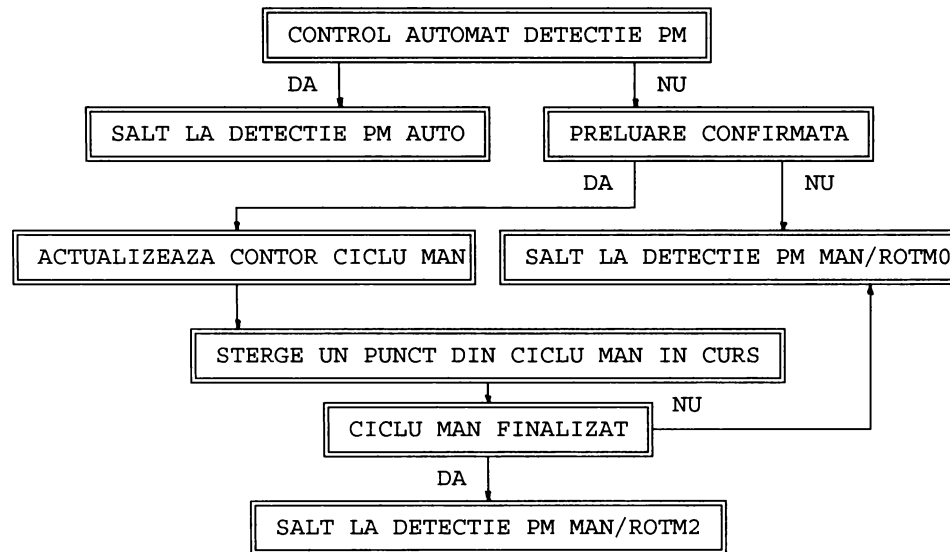 CONTROL AUTOMAT DETECTIE PM
DA NU
SALT LA DETECTIE PM AUTO PRELUARE CONFIRMATA
DA NU
ACTUALIZEAZA CONTOR CICLU MAN SALT LA DETECTIE PM MAN/ROTM0
STERGE UN PUNCT DIN CICLU MAN IN CURS
NU
CICLU MAN FINALIZAT
DA
SALT LA DETECTIE PM MAN/ROTM2